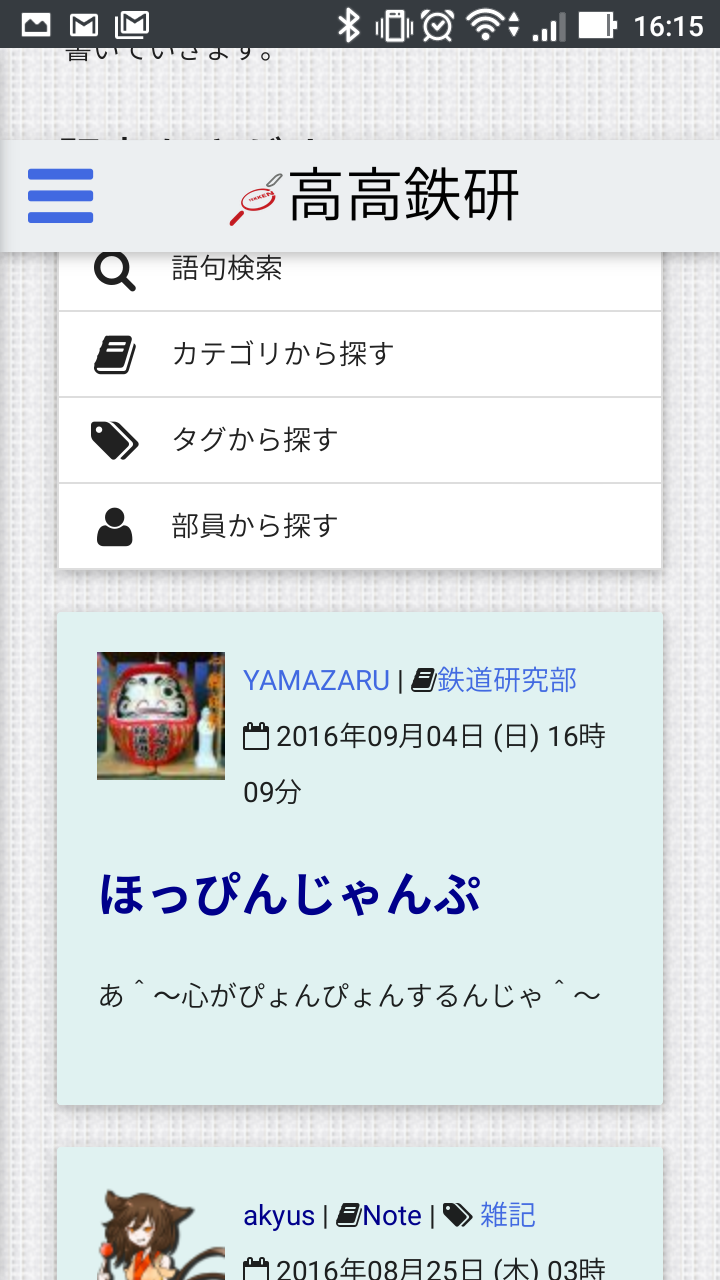 16:15
書いていきます。
高高鉄研
語句検索
カテゴリから探す
タグから探す
部員から探す
YAMAZARU | 鉄道研究部
2016年09月04日 (日) 16時
09分
ほっぴんじゃんぷ
あ＾〜心がぴょんぴょんするんじゃ＾〜
akyus | Note | 雑記
2016年08月25日 (木) 03時